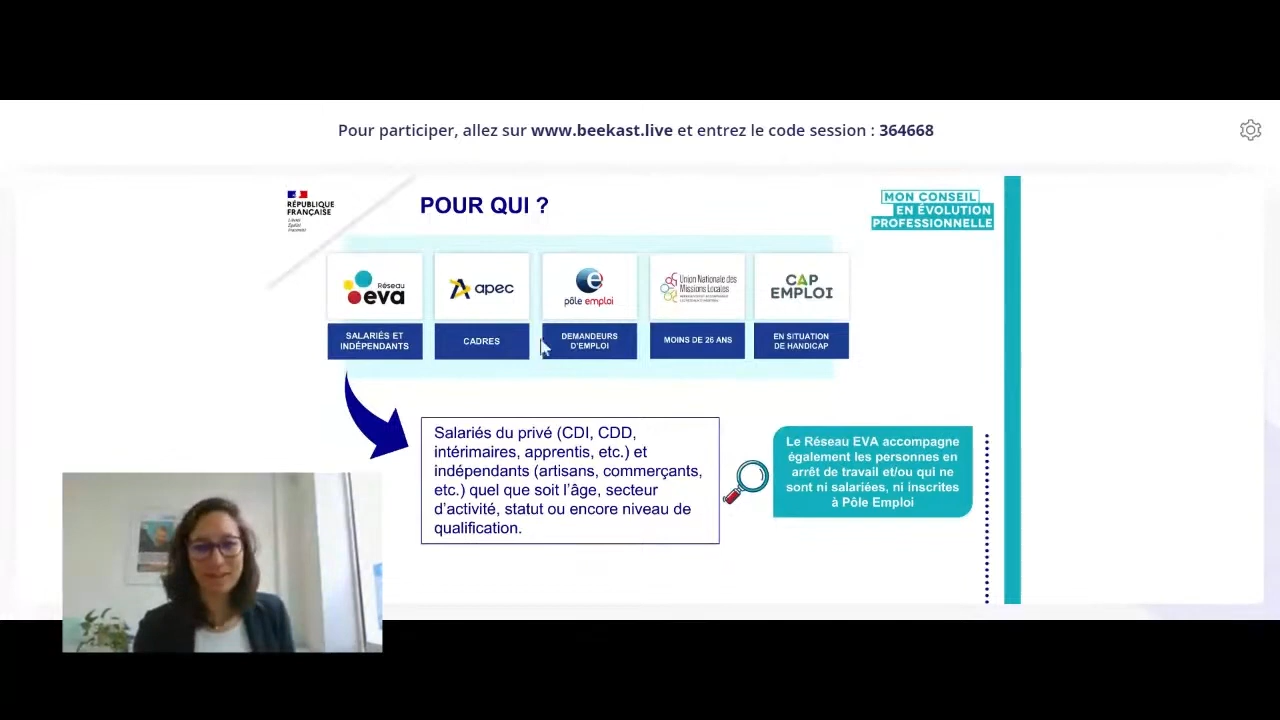 Pour participer, allez sur www.beekast.live et entrez le code session : 364668
RÉPUBLIQUE
FRANÇAISE
Liberté
Égalité
Fraternité
POUR QUI ?
MON CONSEIL
EN ÉVOLUTION
PROFESSIONNELLE
Réseau
eva
apec
pôle emploi
Union Nationale des
Missions Locales
CAP
EMPLOI
SALARIÉS ET
INDÉPENDANTS
CADRES
DEMANDEURS
D'EMPLOI
MOINS DE 26 ANS
EN SITUATION
DE HANDICAP
Salariés du privé (CDI, CDD,
intérimaires, apprentis, etc.) et
indépendants (artisans, commerçants,
etc.) quel que soit l'âge, secteur
d'activité, statut ou encore niveau de
qualification.
Le Réseau EVA accompagne
également les personnes en
arrêt de travail et/ou qui ne
sont ni salariées, ni inscrites
à Pôle Emploi